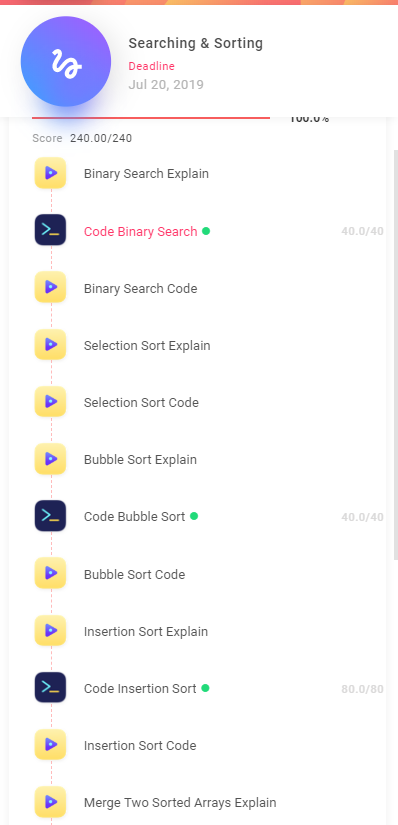 Searching & Sorting
Deadline
Jul 20, 2019
100.0%
Score 240.00/240
Binary Search Explain
Code Binary Search 40.0/40
Binary Search Code
Selection Sort Explain
Selection Sort Code
Bubble Sort Explain
Code Bubble Sort 40.0/40
Bubble Sort Code
Insertion Sort Explain
Code Insertion Sort 80.0/80
Insertion Sort Code
Merge Two Sorted Arrays Explain